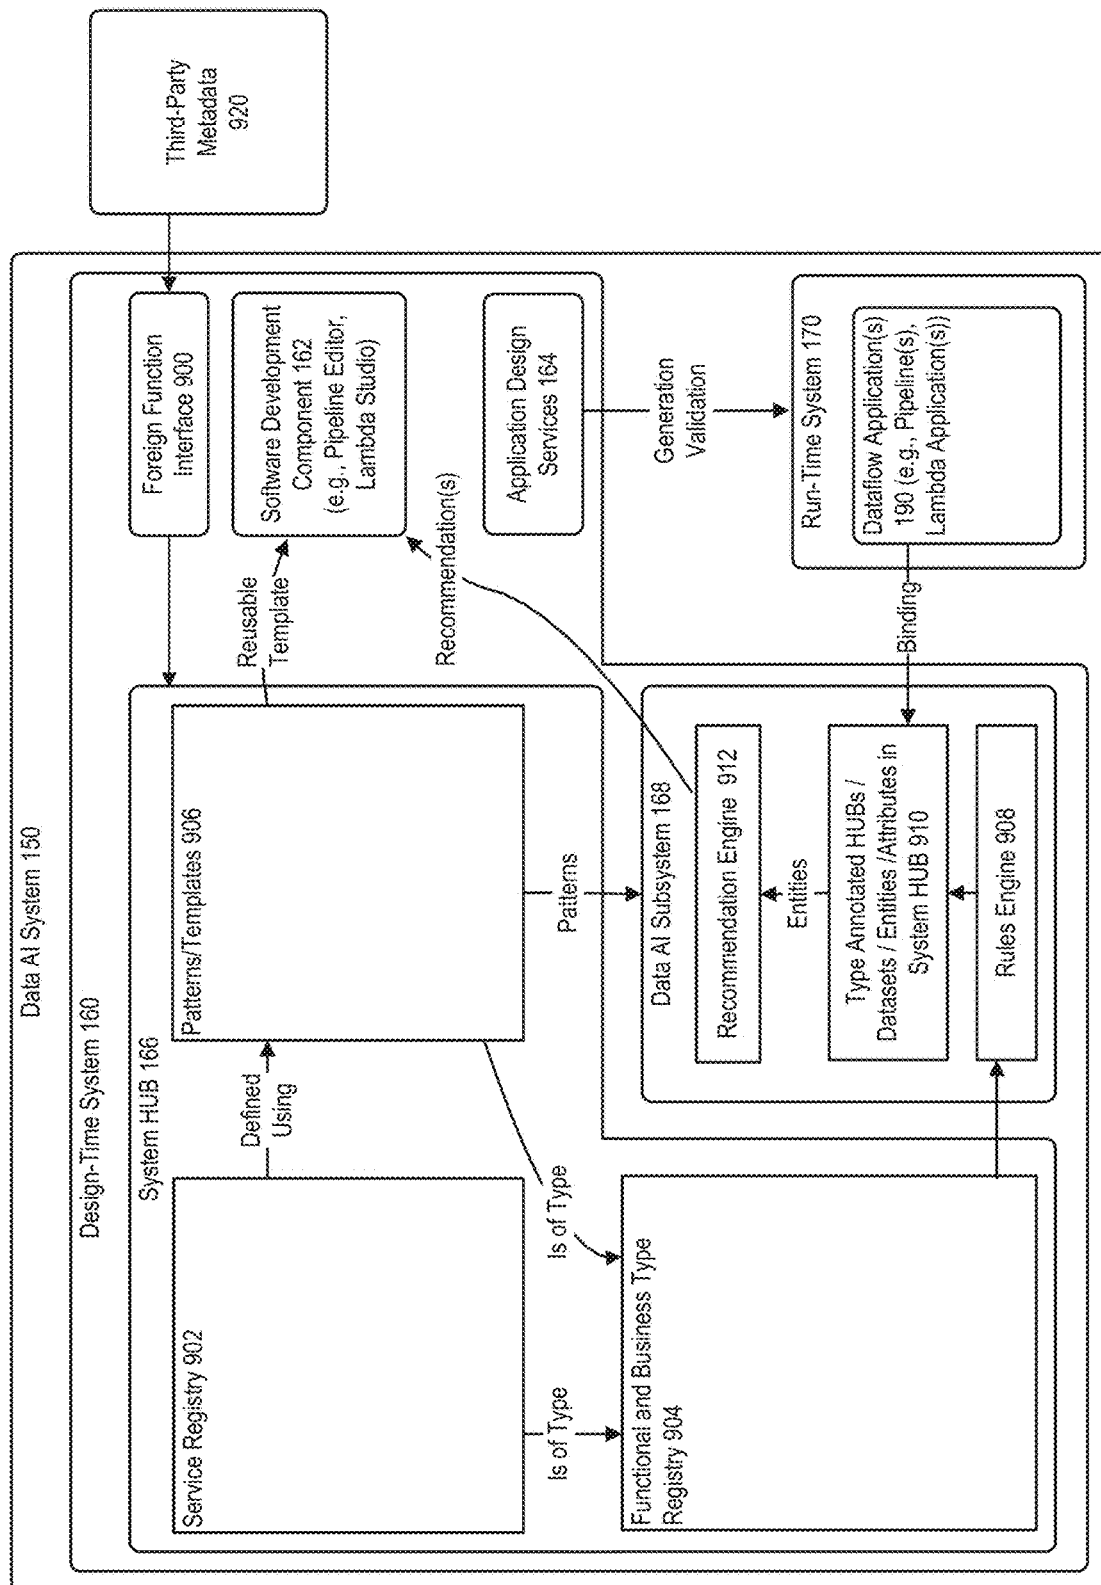 Data AI System 150
Design-Time System 160
System HUB 166
Service Registry 902
Defined
Using
Patterns/Templates 906
Reusable
Template
Foreign Function
Interface 900
Third-Party
Metadata
920
Software Development
Component 162
(e.g., Pipeline Editor,
Lambda Studio)
Recommendation(s)
Application Design
Services 164
Is of Type
Is of Type
Patterns
Functional and Business Type
Registry 904
Data AI Subsystem 168
Recommendation Engine 912
Entities
Type Annotated HUBs /
Datasets / Entities /Attributes in
System HUB 910
Rules Engine 908
Binding
Generation
Validation
Run-Time System 170
Dataflow Application(s)
190 (e.g., Pipeline(s),
Lambda Application(s))